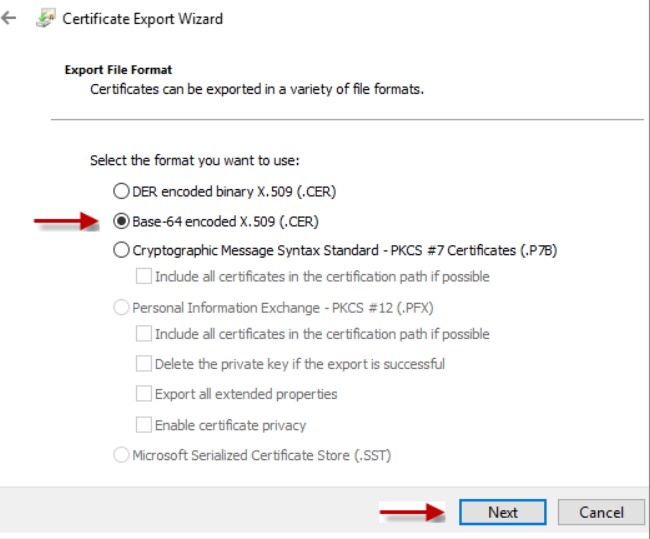 Certificate Export Wizard
Export File Format
Certificates can be exported in a variety of file formats.
Select the format you want to use:
DER encoded binary X.509 (.CER)
Base-64 encoded X.509 (.CER)
Cryptographic Message Syntax Standard - PKCS #7 Certificates (.P7B)
Include all certificates in the certification path if possible
Personal Information Exchange - PKCS #12 (.PFX)
Include all certificates in the certification path if possible
Delete the private key if the export is successful
Export all extended properties
Enable certificate privacy
Microsoft Serialized Certificate Store (.SST)
Next Cancel